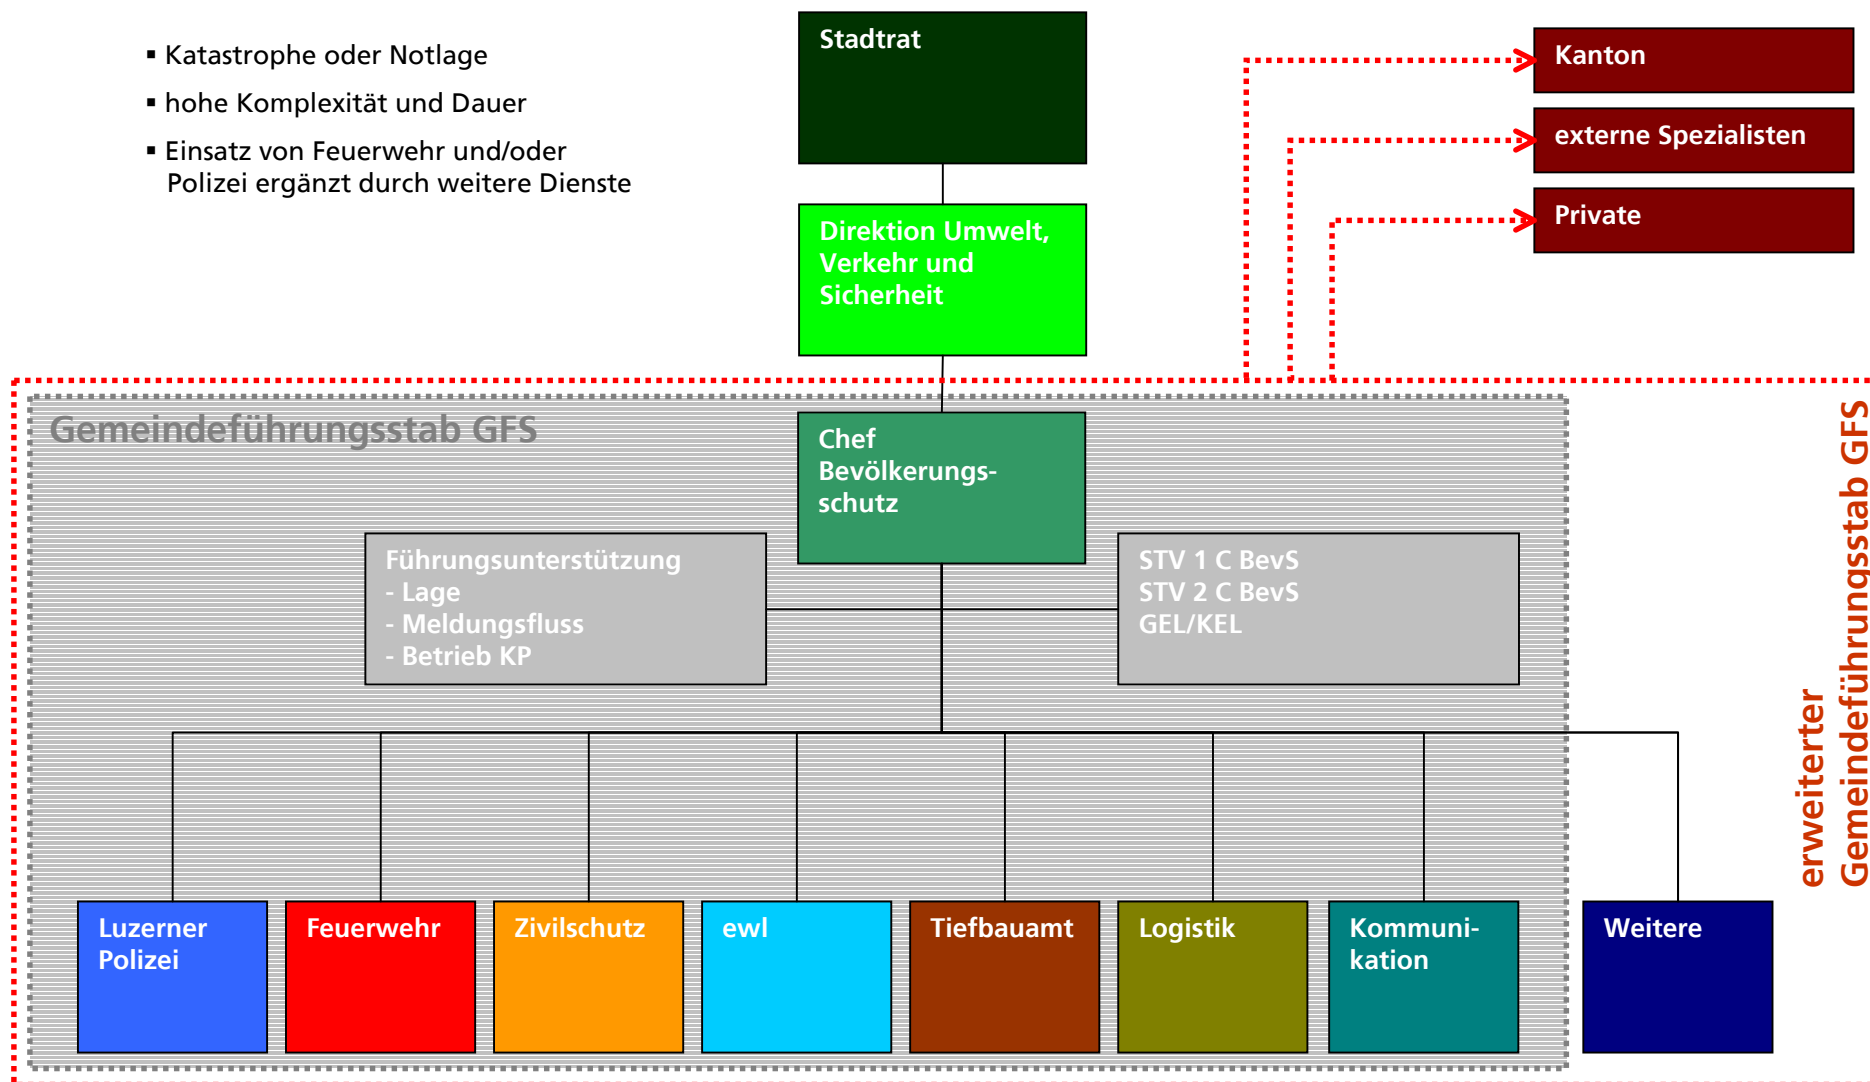 ▪ Katastrophe oder Notlage
▪ hohe Komplexität und Dauer
▪ Einsatz von Feuerwehr und/oder
Polizei ergänzt durch weitere Dienste
Stadtrat
Kanton
externe Spezialisten
Private
Direktion Umwelt,
Verkehr und
Sicherheit
Gemeindeführungsstab GFS
Chef
Bevölkerungs-
schutz
Führungsunterstützung
- Lage
- Meldungsfluss
- Betrieb KP
STV 1 C BevS
STV 2 C BevS
GEL/KEL
erweiterter
Gemeindeführungsstab GFS
Luzerner
Polizei
Feuerwehr
Zivilschutz
ewl
Tiefbauamt
Logistik
Kommuni-
kation
Weitere